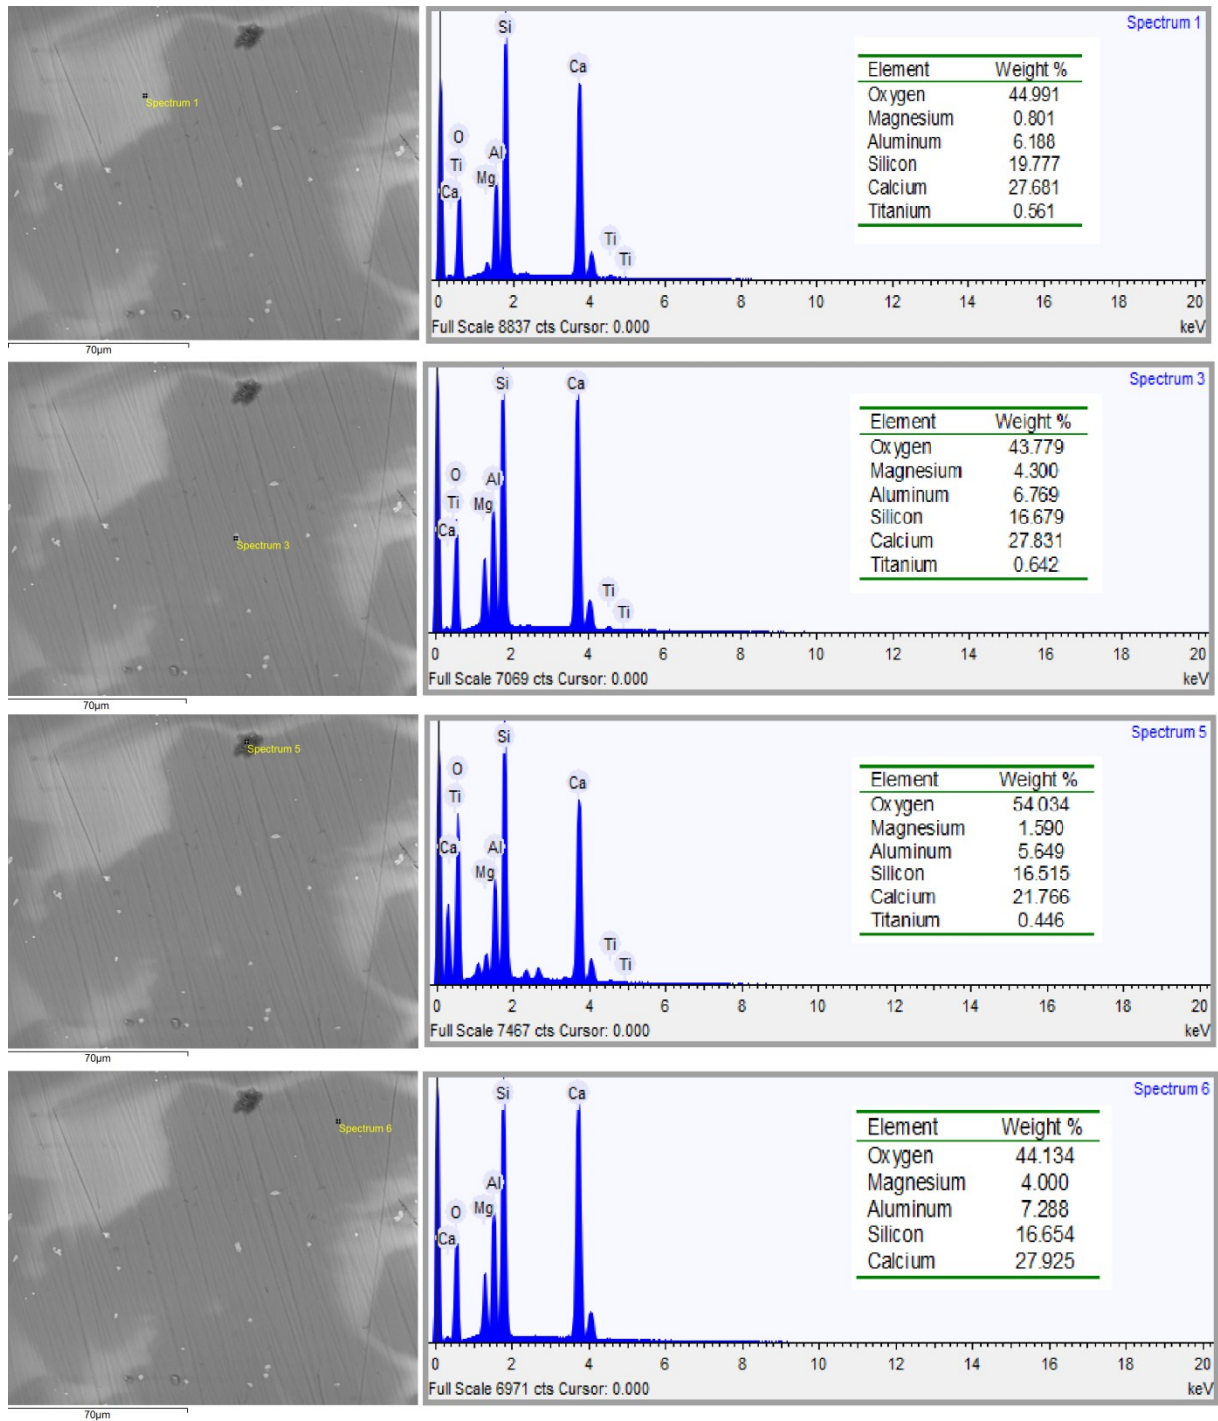 Spectrum 1
70μm
Spectrum 1
Si
Ca
O
Ti
Al
Mg
Ca
Ti
Ti
Element Weight %
Oxygen 44.991
Magnesium 0.801
Aluminum 6.188
Silicon 19.777
Calcium 27.681
Titanium 0.561
0 2 4 6 8 10 12 14 16 18 20
Full Scale 8837 cts Cursor: 0.000 keV
Spectrum 3
70μm
Spectrum 3
Si
Ca
O
Al
Ti
Mg
Ca
Ti
Ti
Element Weight %
Oxygen 43.779
Magnesium 4.300
Aluminum 6.769
Silicon 16.679
Calcium 27.831
Titanium 0.642
0 2 4 6 8 10 12 14 16 18 20
Full Scale 7069 cts Cursor: 0.000 keV
Spectrum 5
70μm
Spectrum 5
Si
O
Ca
Ti
Ca
Al
Mg
Ti
Ti
Element Weight %
Oxygen 54.034
Magnesium 1.590
Aluminum 5.649
Silicon 16.515
Calcium 21.766
Titanium 0.446
0 2 4 6 8 10 12 14 16 18 20
Full Scale 7467 cts Cursor: 0.000 keV
Spectrum 6
70μm
Spectrum 6
Si
Ca
Al
O
Mg
Ca
Element Weight %
Oxygen 44.134
Magnesium 4.000
Aluminum 7.288
Silicon 16.654
Calcium 27.925
0 2 4 6 8 10 12 14 16 18 20
Full Scale 6971 cts Cursor: 0.000 keV